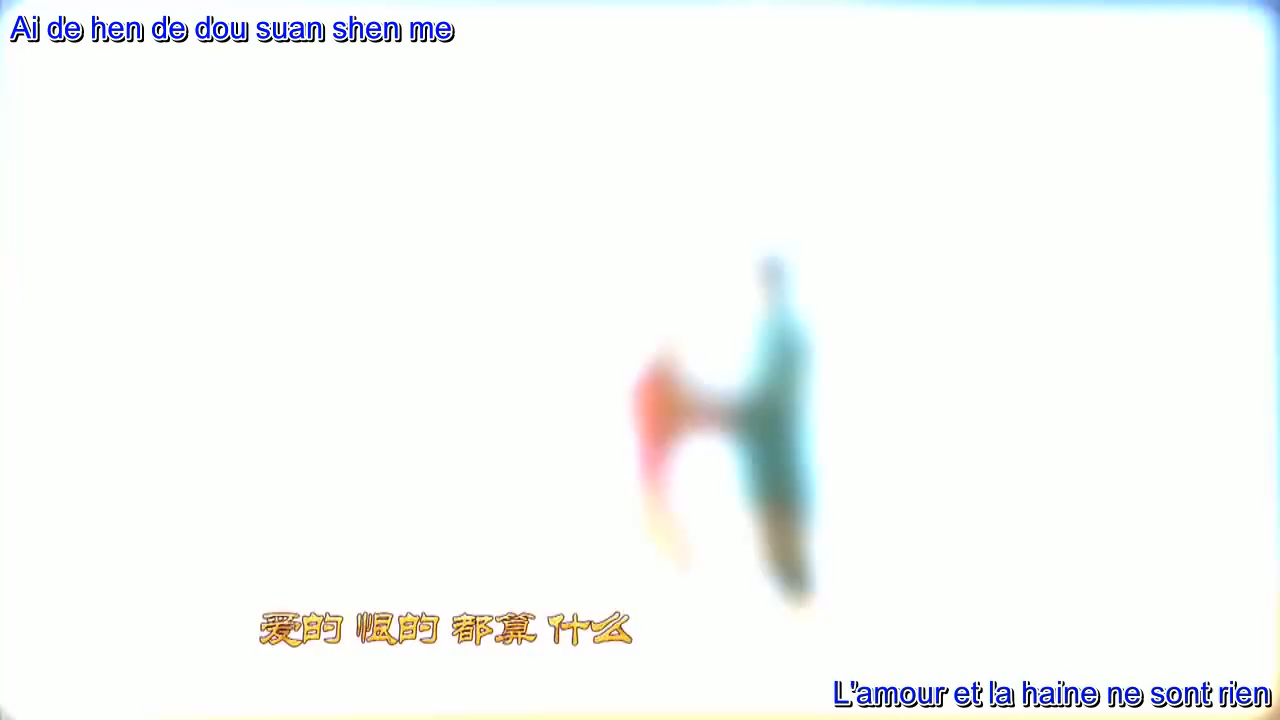 Ai de hen de dou suan shen me
爱的 恨的 都算 什么
L'amour et la haine ne sont rien